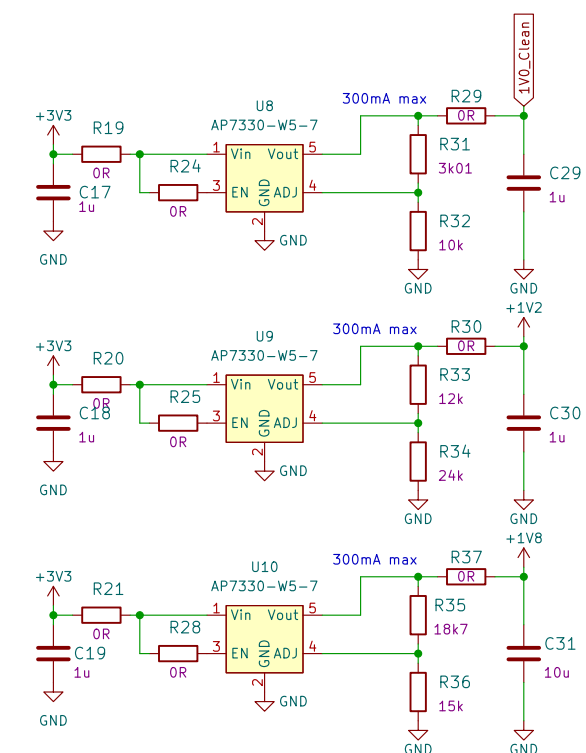 1V0_Clean
300mA max
R29
0R
U8
AP7330-W5-7
+3V3
R19
0R
C17
1u
GND
R24
0R
1 Vin Vout 5
3 EN GND ADJ 4
2
GND
R31
3k01
R32
10k
GND
C29
1u
GND
+1V2
300mA max
R30
0R
U9
AP7330-W5-7
+3V3
R20
0R
C18
1u
GND
R25
0R
1 Vin Vout 5
3 EN GND ADJ 4
2
GND
R33
12k
R34
24k
GND
C30
1u
GND
+1V8
300mA max
R37
0R
U10
AP7330-W5-7
+3V3
R21
0R
C19
1u
GND
R28
0R
1 Vin Vout 5
3 EN GND ADJ 4
2
GND
R35
18k7
R36
15k
GND
C31
10u
GND